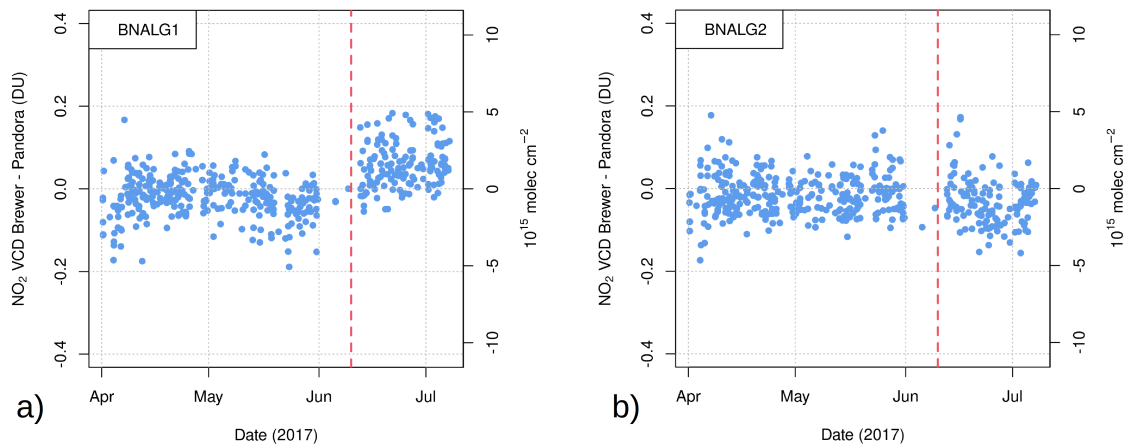 BNALG1
NO2 VCD Brewer - Pandora (DU)
0.4
0.2
0.0
-0.2
-0.4
10
5
0
-5
-10
10^15 molec cm^−2
Apr May Jun Jul
Date (2017)
a)
BNALG2
NO2 VCD Brewer - Pandora (DU)
0.4
0.2
0.0
-0.2
-0.4
10
5
0
-5
-10
10^15 molec cm^−2
Apr May Jun Jul
Date (2017)
b)